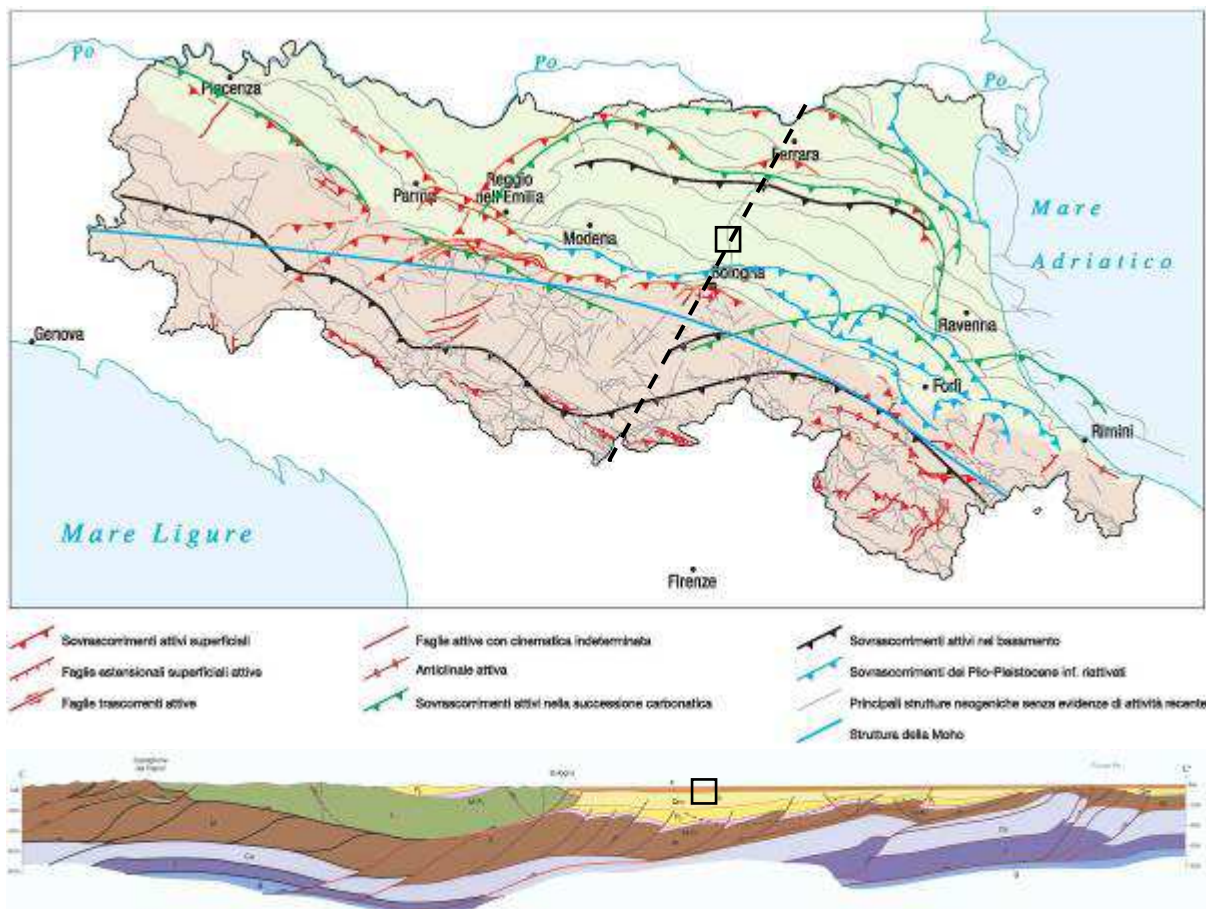 Po
Po
Po
Piacenza
Ferrara
Parma
Reggio
nell'Emilia
Modena
Bologna
Mare
Adriatico
Ravenna
Genova
Forlì
Rimini
Mare Ligure
Firenze
Sovrascorrimenti attivi superficiali
Faglie estensionali superficiali attive
Faglie trascorrenti attive
Faglie attive con cinematica indeterminata
Anticlinale attiva
Sovrascorrimenti attivi nella successione carbonatica
Sovrascorrimenti attivi nel basamento
Sovrascorrimenti del Plio-Pleistocene inf. riattivati
Principali strutture neogeniche senza evidenze di attività recente
Struttura della Moho
Bologna